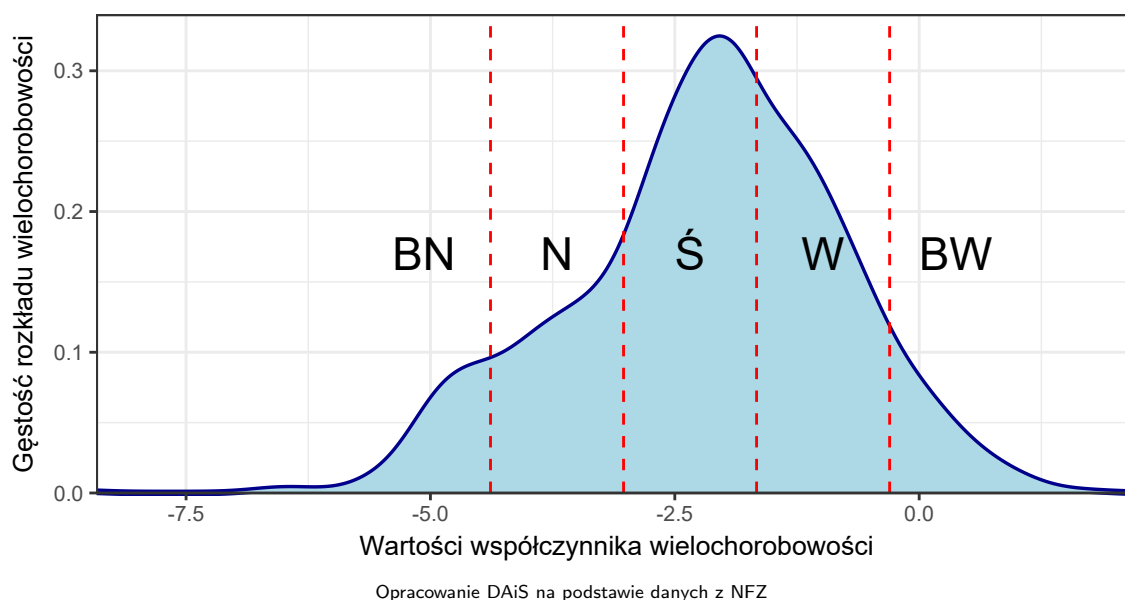 Gęstość rozkładu wielochorobowości
0.3
0.2
0.1
0.0
BN N Ś W BW
-7.5 -5.0 -2.5 0.0
Wartości współczynnika wielochorobowości
Opracowanie DAiS na podstawie danych z NFZ